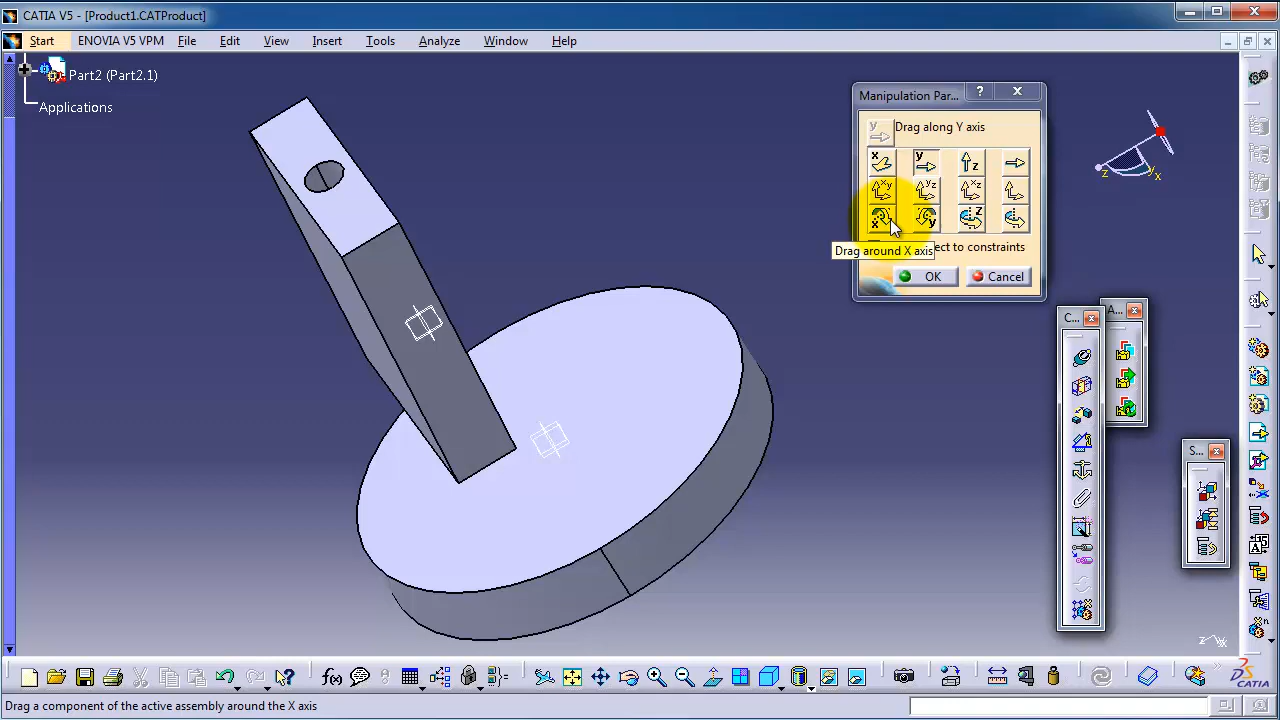 CATIA V5 - [Product1.CATProduct]
Start ENOVIA V5 VPM File Edit View Insert Tools Analyze Window Help
Part2 (Part2.1)
Applications
Manipulation Par...
Drag along Y axis
Drag around X axis
ect to constraints
OK Cancel
z y x
C...
A...
S...
Drag a component of the active assembly around the X axis
CATIA